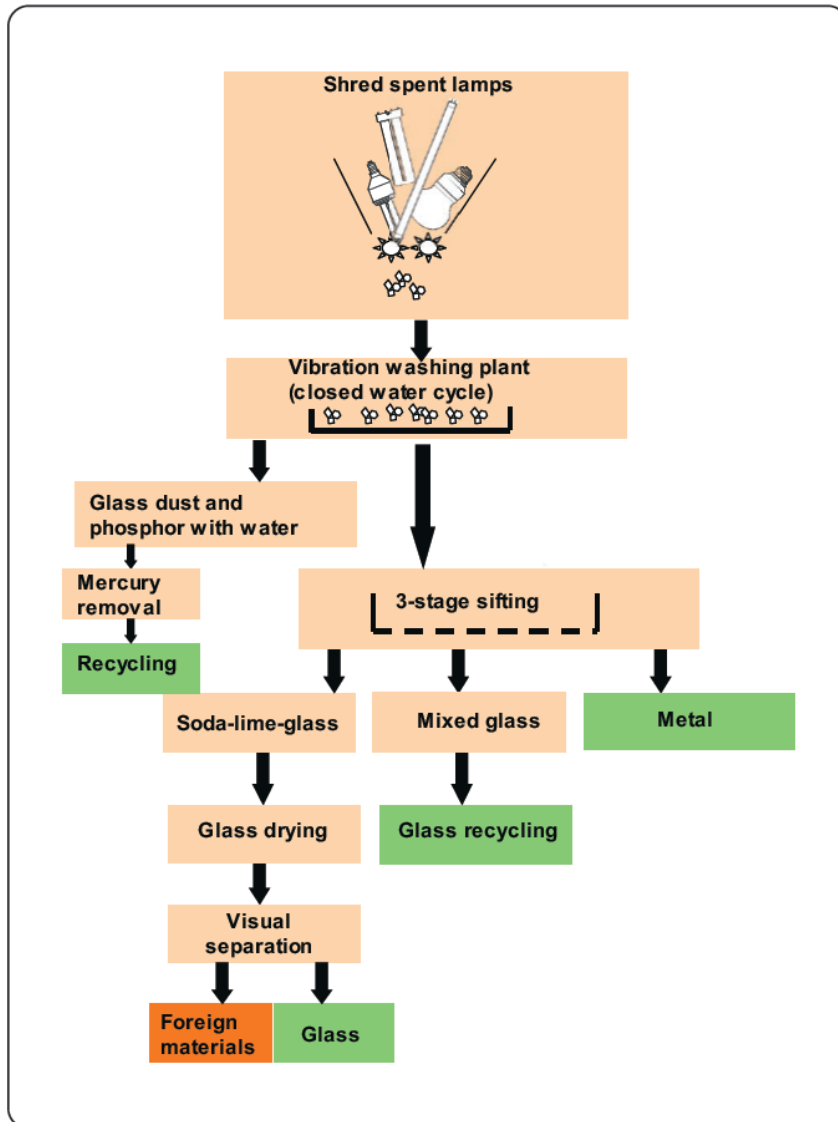 Shred spent lamps
Vibration washing plant
(closed water cycle)
Glass dust and
phosphor with water
Mercury
removal
Recycling
3-stage sifting
Soda-lime-glass
Mixed glass
Metal
Glass drying
Glass recycling
Visual
separation
Foreign
materials
Glass